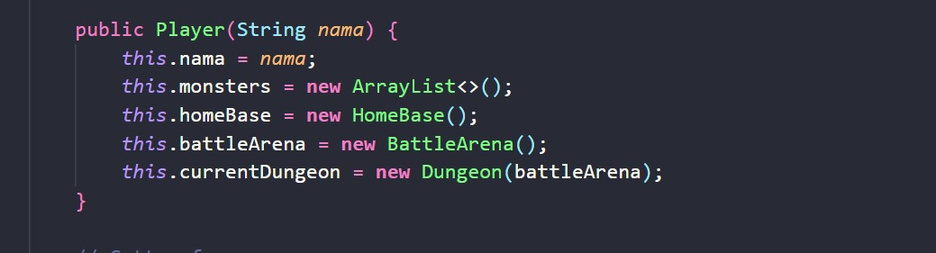 public Player(String nama) {
this.nama = nama;
this.monsters = new ArrayList<>();
this.homeBase = new HomeBase();
this.battleArena = new BattleArena();
this.currentDungeon = new Dungeon(battleArena);
}
//